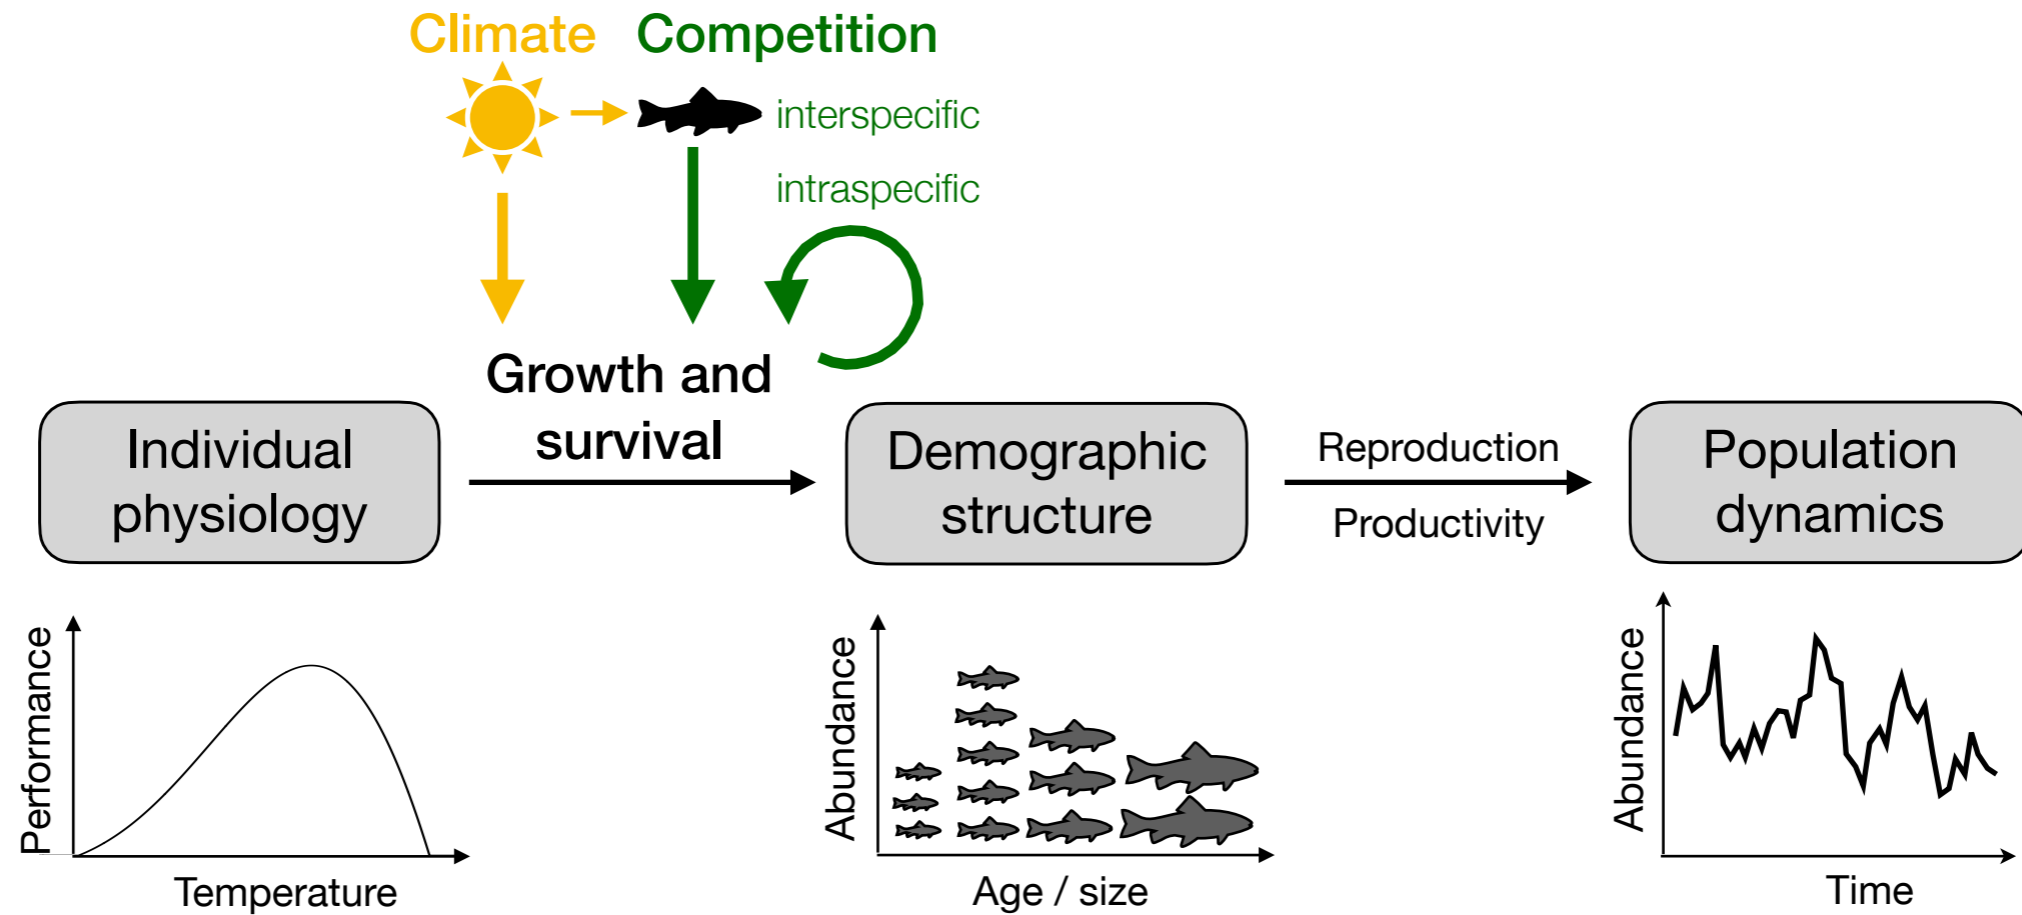 Climate
Competition
interspecific
intraspecific
Growth and
survival
Individual
physiology
Demographic
structure
Reproduction
Productivity
Population
dynamics
Performance
Temperature
Abundance
Age / size
Abundance
Time